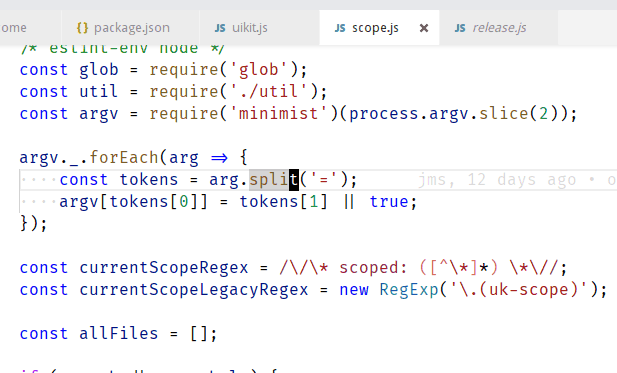 ome { } package.json JS uikit.js JS scope.js × JS release.js
/* eslint-env node */
const glob = require('glob');
const util = require('./util');
const argv = require('minimist')(process.argv.slice(2));
argv._.forEach(arg => {
····const tokens = arg.split('='); jms, 12 days ago • o
····argv[tokens[0]] = tokens[1] || true;
});
const currentScopeRegex = /\/\* scoped: ([^\*]*) \*\//;
const currentScopeLegacyRegex = new RegExp('\.(uk-scope)');
const allFiles = [];